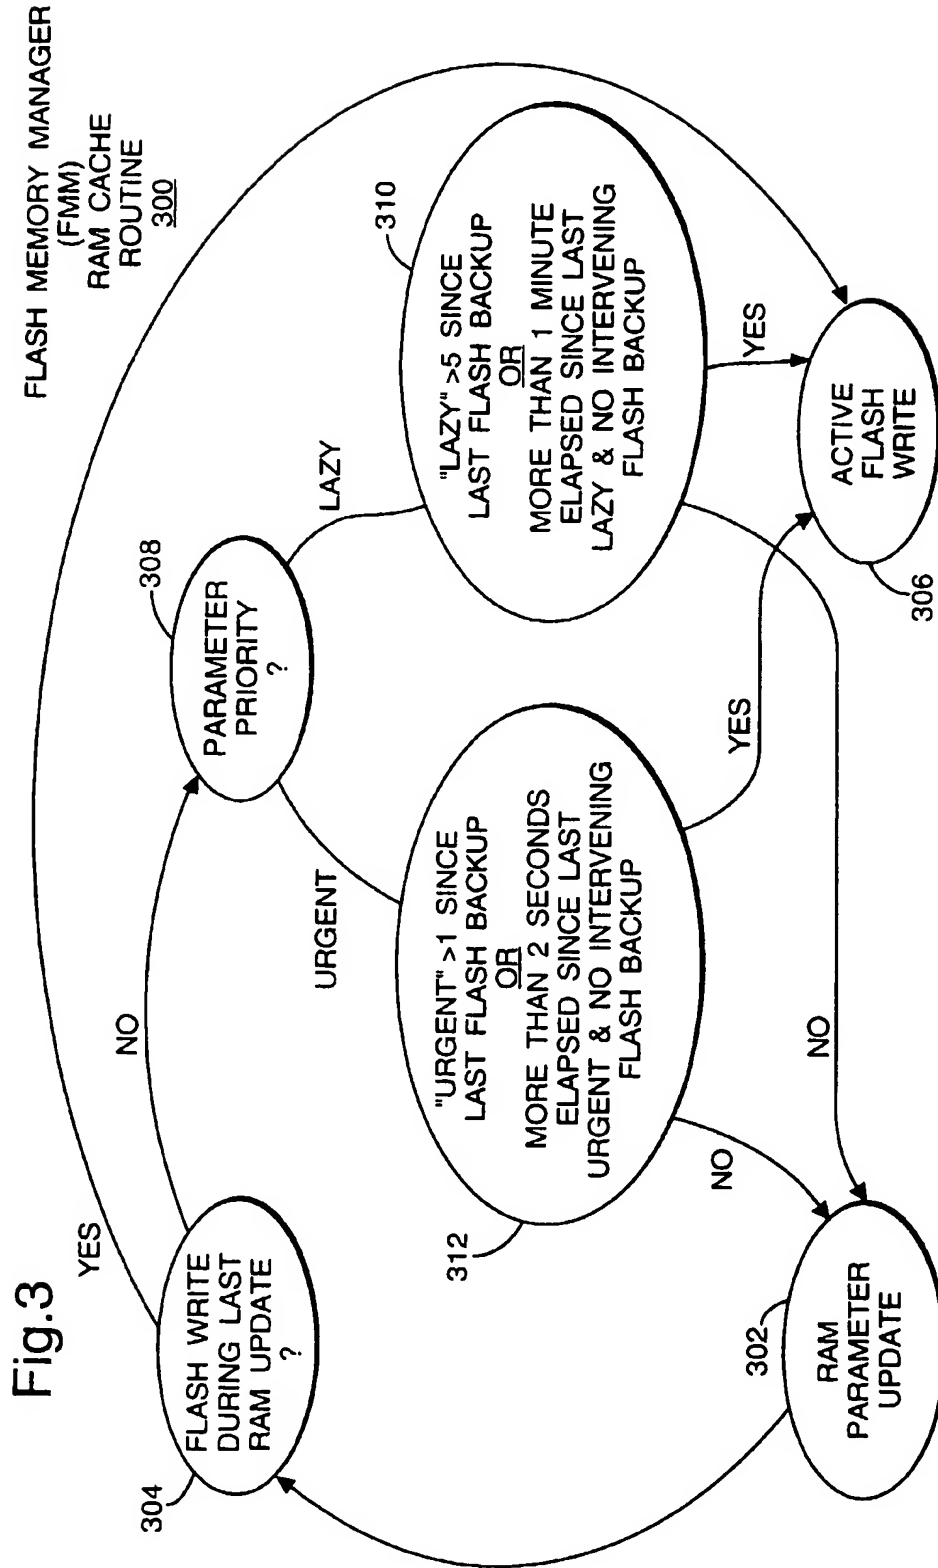 Fig.3
FLASH MEMORY MANAGER
(FMM)
RAM CACHE
ROUTINE
300
YES
304
FLASH WRITE
DURING LAST
RAM UPDATE
?
NO
308
PARAMETER
PRIORITY
?
URGENT
LAZY
312
"URGENT" >1 SINCE
LAST FLASH BACKUP
OR
MORE THAN 2 SECONDS
ELAPSED SINCE LAST
URGENT & NO INTERVENING
FLASH BACKUP
310
"LAZY" >5 SINCE
LAST FLASH BACKUP
OR
MORE THAN 1 MINUTE
ELAPSED SINCE LAST
LAZY & NO INTERVENING
FLASH BACKUP
NO
YES
NO
YES
302
RAM
PARAMETER
UPDATE
ACTIVE
FLASH
WRITE
306